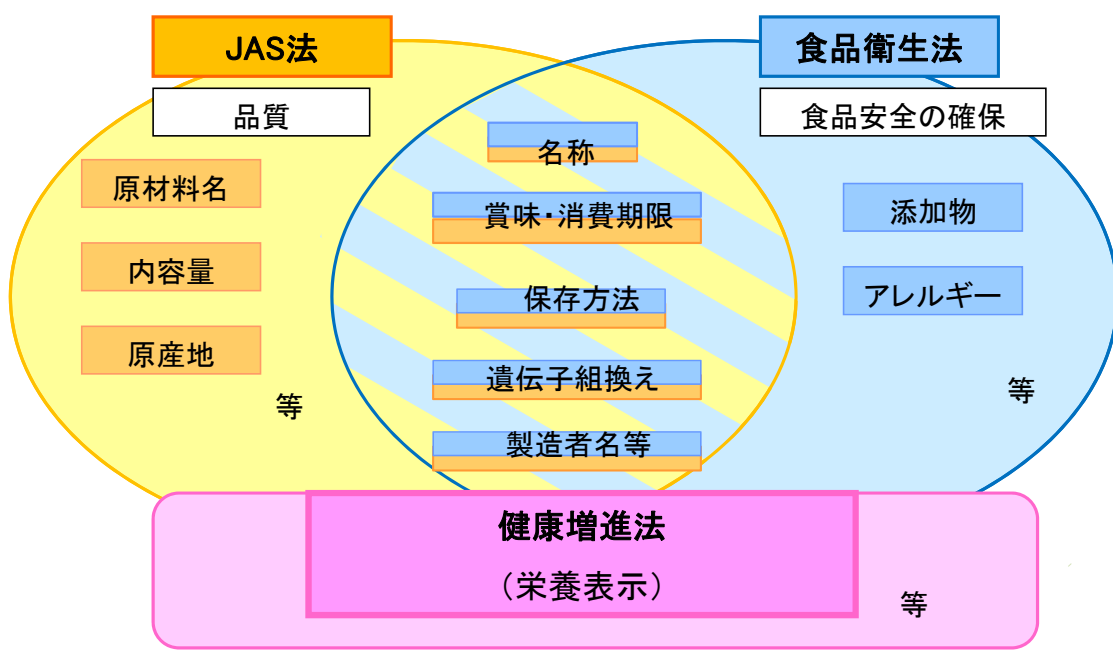 JAS法
食品衛生法
品質
食品安全の確保
原材料名
内容量
原産地
等
名称
賞味・消費期限
保存方法
遺伝子組換え
製造者名等
添加物
アレルギー
等
健康増進法
（栄養表示）
等